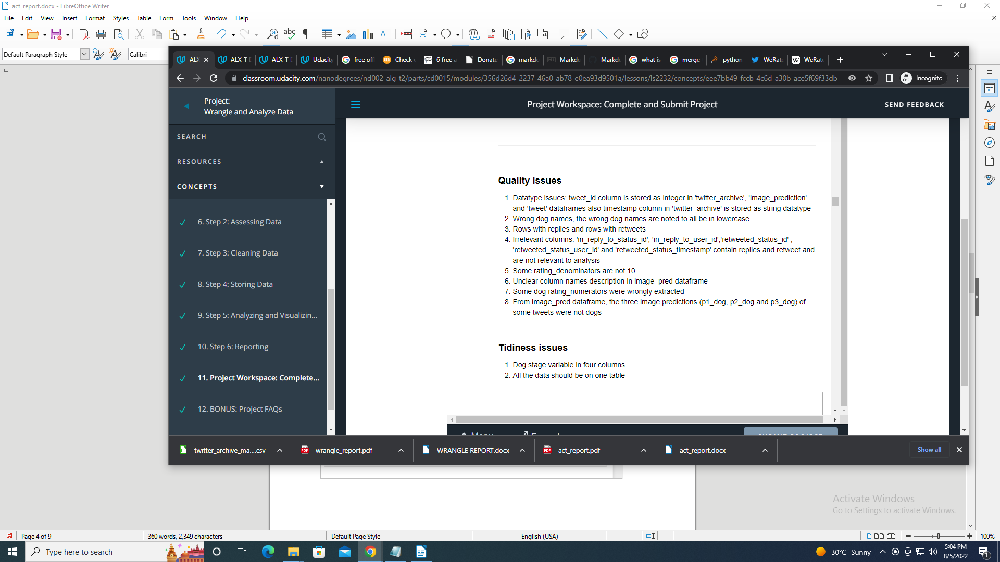 act_report.docx - LibreOffice Writer
File Edit View Insert Format Styles Table Form Tools Window Help
Default Paragraph Style
Calibri
ALX ALX-T ALX-T Udacity free off Check 6 free a Donate markdo Markdo Markdo what is merge python WeRate WeRate
classroom.udacity.com/nanodegrees/nd002-alg-t2/parts/cd0015/modules/356d26d4-2237-46a0-ab78-e0ea93d9501a/lessons/ls2232/concepts/eee7bb49-fccb-4c6d-a30b-ace5f69f33db
Incognito
Project:
Wrangle and Analyze Data
Project Workspace: Complete and Submit Project
SEND FEEDBACK
SEARCH
RESOURCES
CONCEPTS
6. Step 2: Assessing Data
7. Step 3: Cleaning Data
8. Step 4: Storing Data
9. Step 5: Analyzing and Visualizin...
10. Step 6: Reporting
11. Project Workspace: Complete...
12. BONUS: Project FAQs
Quality issues
1. Datatype issues: tweet_id column is stored as integer in 'twitter_archive', 'image_prediction'
and 'tweet' dataframes also timestamp column in 'twitter_archive' is stored as string datatype
2. Wrong dog names, the wrong dog names are noted to all be in lowercase
3. Rows with replies and rows with retweets
4. Irrelevant columns: 'in_reply_to_status_id', 'in_reply_to_user_id','retweeted_status_id' ,
'retweeted_status_user_id' and 'retweeted_status_timestamp' contain replies and retweet and
are not relevant to analysis
5. Some rating_denominators are not 10
6. Unclear column names description in image_pred dataframe
7. Some dog rating_numerators were wrongly extracted
8. From image_pred dataframe, the three image predictions (p1_dog, p2_dog and p3_dog) of
some tweets were not dogs
Tidiness issues
1. Dog stage variable in four columns
2. All the data should be on one table
Menu
SUBMIT PROJECT
twitter_archive_ma....csv
wrangle_report.pdf
WRANGLE REPORT.docx
act_report.pdf
act_report.docx
Show all
Activate Windows
Go to Settings to activate Windows.
Page 4 of 9
360 words, 2,349 characters
Default Page Style
English (USA)
100%
Type here to search
30°C Sunny
5:04 PM
8/5/2022
1